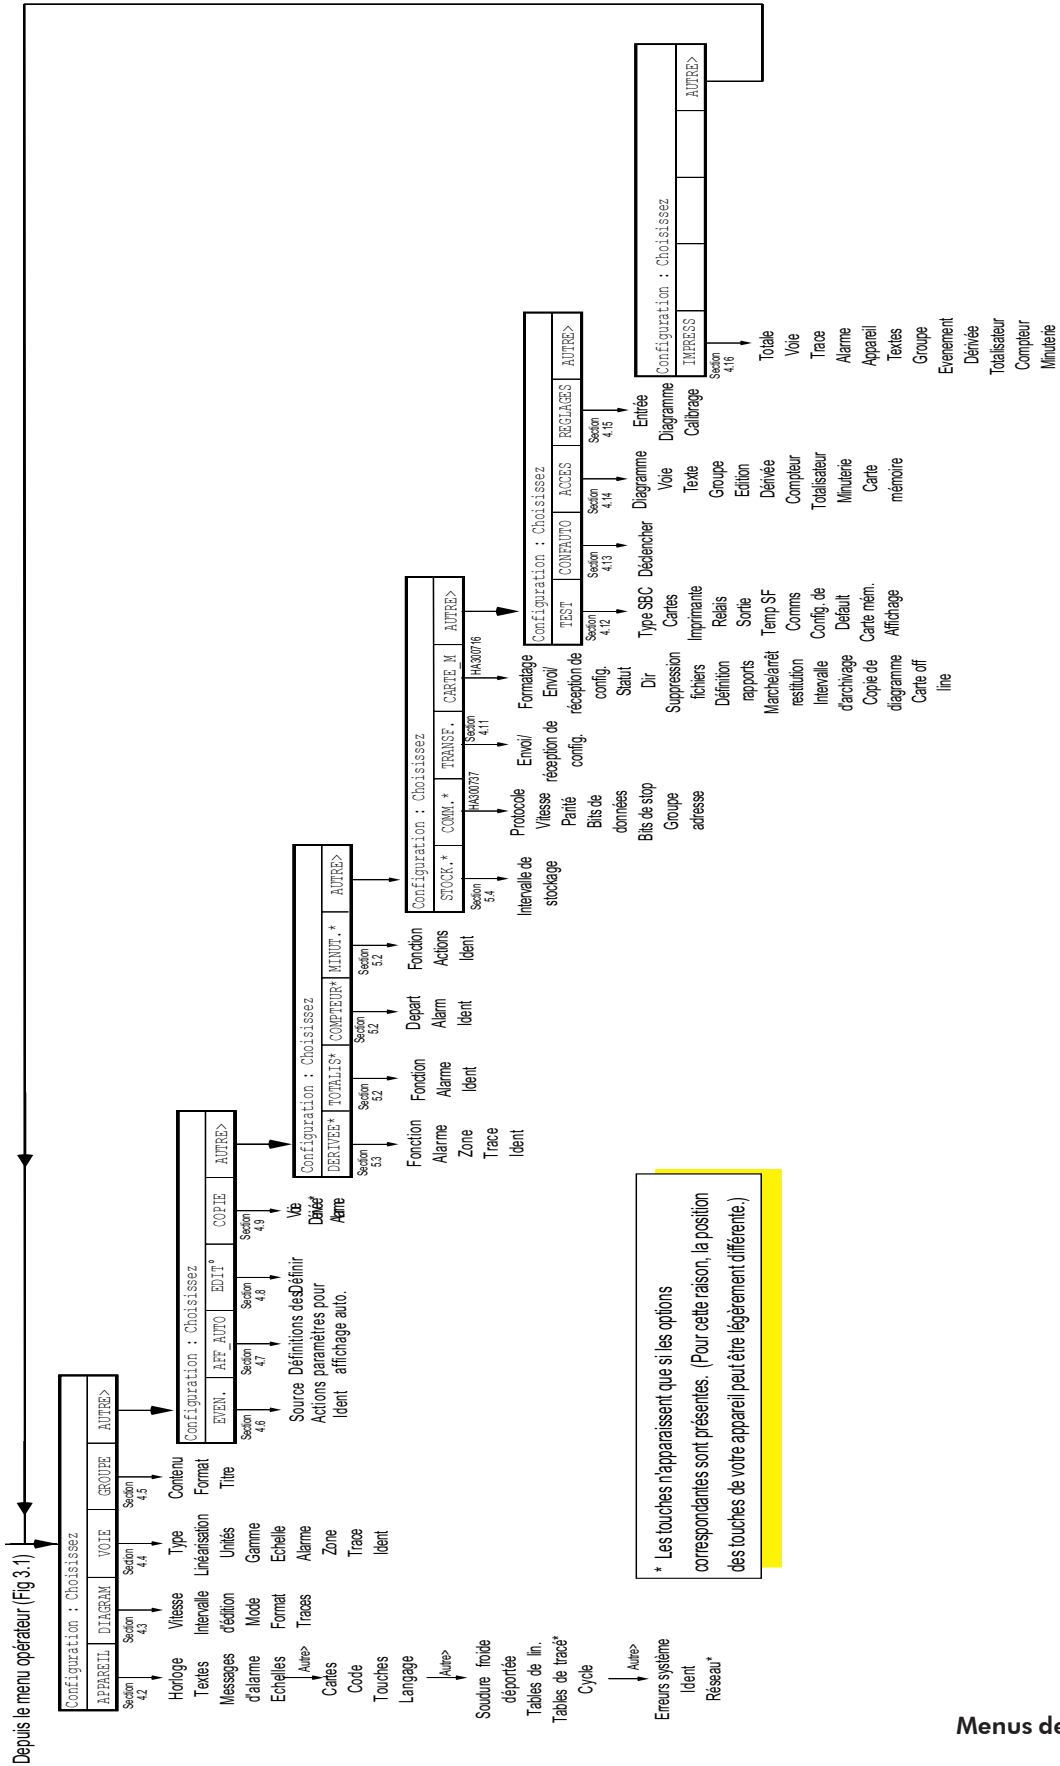 Depuis le menu opérateur (Fig 3.1)
Configuration : Choisissez
APPAREIL DIAGRAM VOIE GROUPE AUTRE>
Section
4.2
Horloge
Textes
Messages
d'alarme
Echelles
Autre>
Cartes
Code
Touches
Langage
Autre>
Soudure froide
déportée
Tables de lin.
Tables de tracé*
Cycle
Autre>
Erreurs système
Ident
Réseau*
Section
4.3
Vitesse
Intervalle
d'édition
Mode
Format
Traces
Section
4.4
Type
Linéarisation
Unités
Gamme
Echelle
Alarme
Zone
Trace
Ident
Section
4.5
Contenu
Format
Titre
Configuration : Choisissez
EVEN. AFF_AUTO EDIT° COPIE AUTRE>
Section
4.6
Source
Actions
Ident
Section
4.7
Définitions des
paramètres pour
affichage auto.
Section
4.8
Définir
Section
4.9
Voie
Dérivée*
Alarme
Configuration : Choisissez
DERIVEE* TOTALIS* COMPTEUR* MINUT.* AUTRE>
Section
5.3
Fonction
Alarme
Zone
Trace
Ident
Section
5.2
Fonction
Alarme
Ident
Section
5.2
Depart
Alarm
Ident
Section
5.2
Fonction
Actions
Ident
Configuration : Choisissez
STOCK.* COMM.* TRANSF. CARTE_M AUTRE>
Section
5.4
Intervalle de
stockage
HA300737
Protocole
Vitesse
Parité
Bits de
données
Bits de stop
Groupe
adresse
Section
4.11
Envoi/
réception de
config.
HA300716
Formatage
Envoi/
réception de
config.
Statut
Dir
Suppression
fichiers
Définition
rapports
Marche/arrêt
restitution
Intervalle
d'archivage
Copie de
diagramme
Carte off
line
Configuration : Choisissez
TEST CONFAUTO ACCES REGLAGES AUTRE>
Section
4.12
Type SBC
Cartes
Imprimante
Relais
Sortie
Temp SF
Comms
Config. de
Default
Carte mém.
Affichage
Section
4.13
Déclencher
Section
4.14
Diagramme
Voie
Texte
Groupe
Edition
Dérivée
Compteur
Totalisateur
Minuterie
Carte
mémoire
Section
4.15
Entrée
Diagramme
Calibrage
Configuration : Choisissez
IMPRESS AUTRE>
Section
4.16
Totale
Voie
Trace
Alarme
Appareil
Textes
Groupe
Evenement
Dérivée
Totalisateur
Compteur
Minuterie
* Les touches n'apparaissent que si les options
correspondantes sont présentes. (Pour cette raison, la position
des touches de votre appareil peut être légèrement différente.)
Menus de